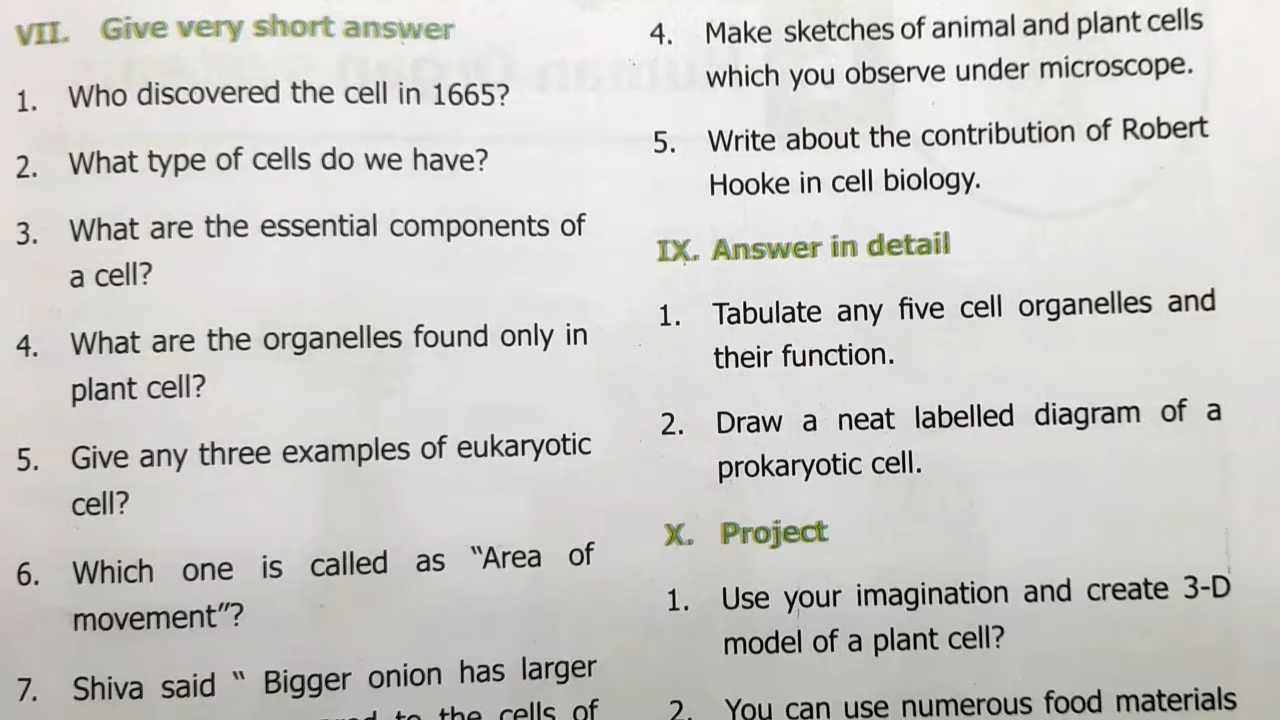 VII. Give very short answer
1. Who discovered the cell in 1665?
2. What type of cells do we have?
3. What are the essential components of
a cell?
4. What are the organelles found only in
plant cell?
5. Give any three examples of eukaryotic
cell?
6. Which one is called as "Area of
movement"?
7. Shiva said " Bigger onion has larger
to the cells of
4. Make sketches of animal and plant cells
which you observe under microscope.
5. Write about the contribution of Robert
Hooke in cell biology.
IX. Answer in detail
1. Tabulate any five cell organelles and
their function.
2. Draw a neat labelled diagram of a
prokaryotic cell.
X. Project
1. Use your imagination and create 3-D
model of a plant cell?
2. You can use numerous food materials